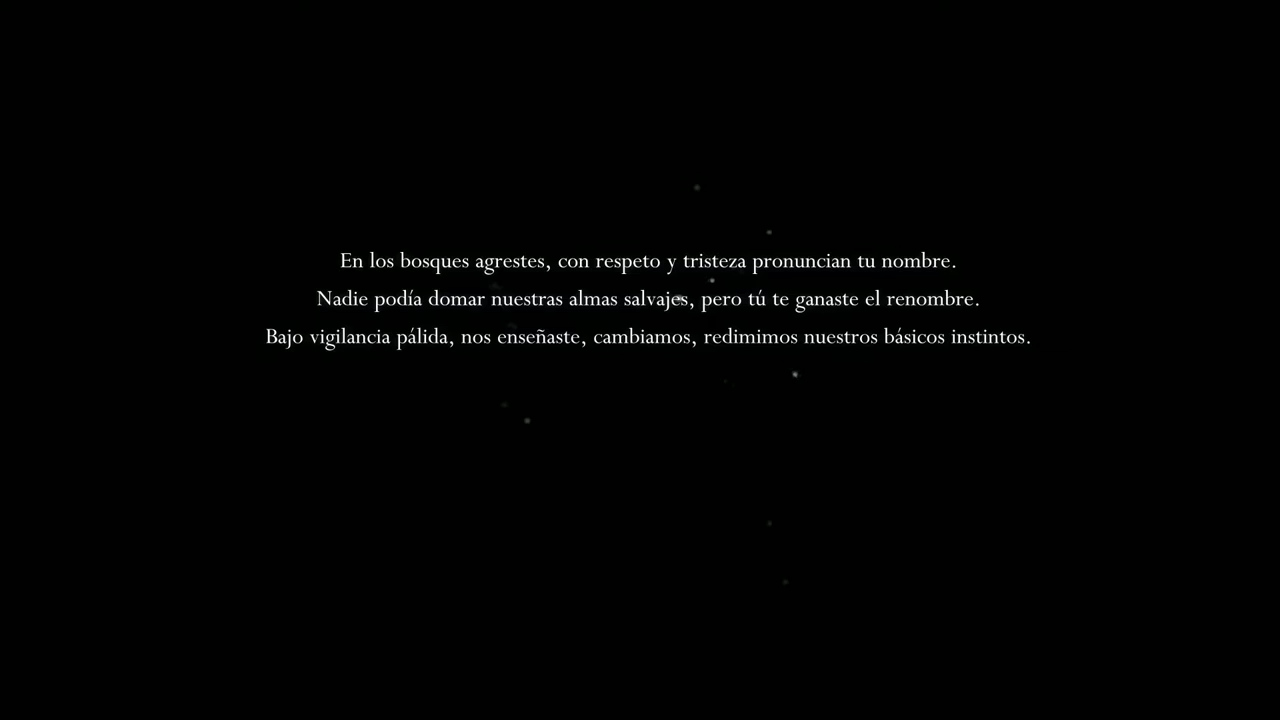 En los bosques agrestes, con respeto y tristeza pronuncian tu nombre.
Nadie podía domar nuestras almas salvajes, pero tú te ganaste el renombre.
Bajo vigilancia pálida, nos enseñaste, cambiamos, redimimos nuestros básicos instintos.